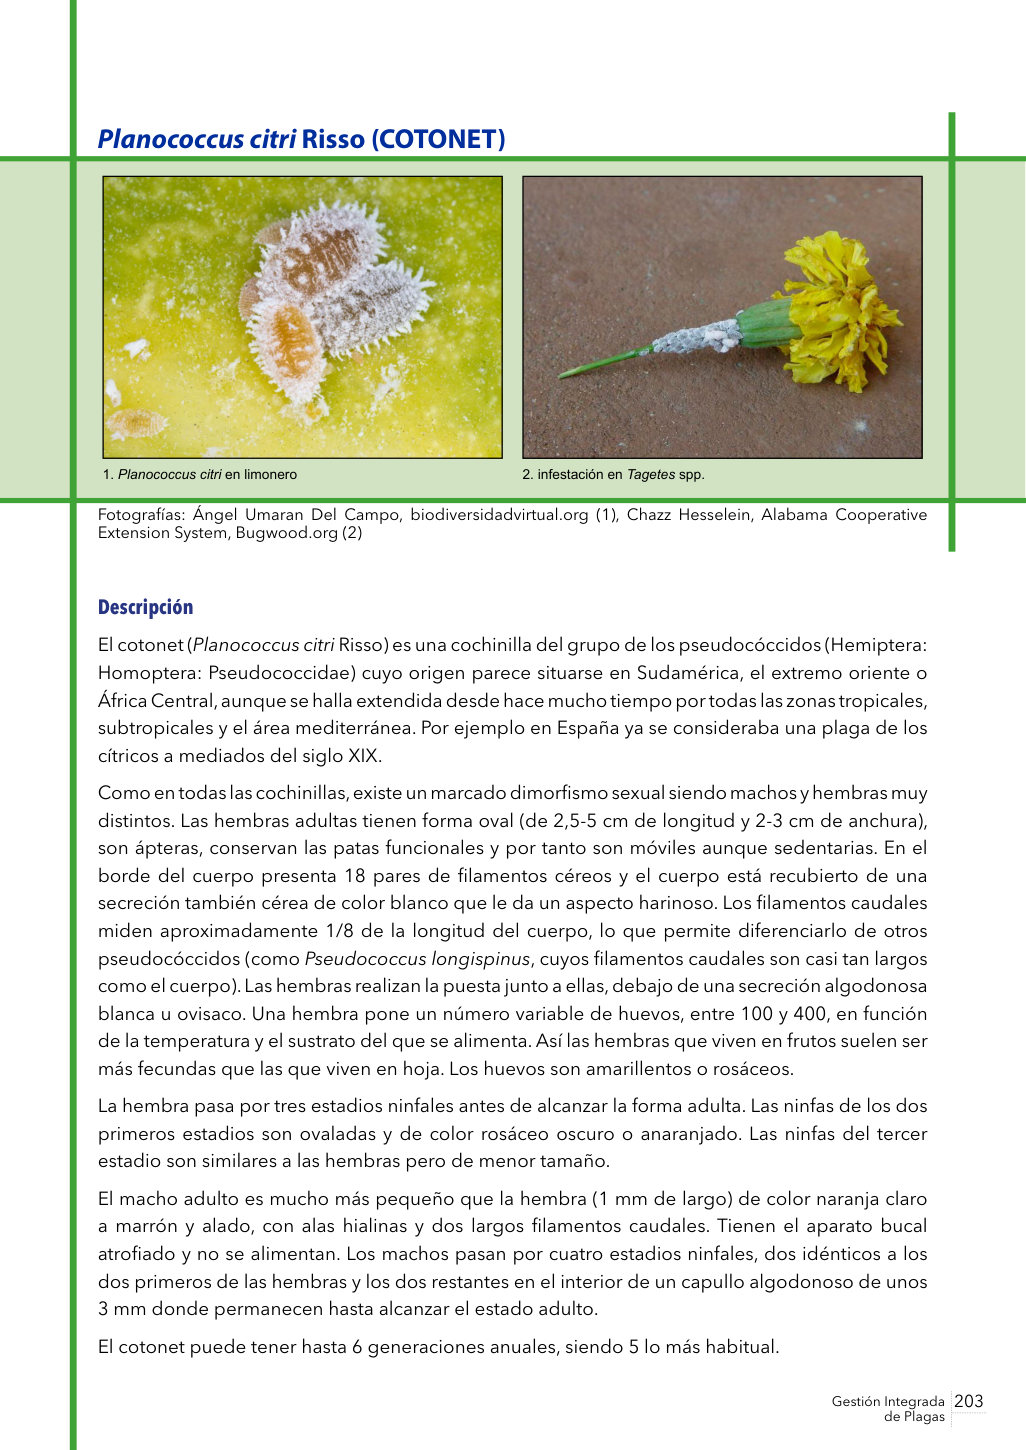 Planococcus citri Risso (COTONET)
1. Planococcus citri en limonero
2. infestación en Tagetes spp.
Fotografías: Ángel Umaran Del Campo, biodiversidadvirtual.org (1), Chazz Hesselein, Alabama Cooperative
Extension System, Bugwood.org (2)
Descripción
El cotonet (Planococcus citri Risso) es una cochinilla del grupo de los pseudocóccidos (Hemiptera:
Homoptera: Pseudococcidae) cuyo origen parece situarse en Sudamérica, el extremo oriente o
África Central, aunque se halla extendida desde hace mucho tiempo por todas las zonas tropicales,
subtropicales y el área mediterránea. Por ejemplo en España ya se consideraba una plaga de los
cítricos a mediados del siglo XIX.
Como en todas las cochinillas, existe un marcado dimorfismo sexual siendo machos y hembras muy
distintos. Las hembras adultas tienen forma oval (de 2,5-5 cm de longitud y 2-3 cm de anchura),
son ápteras, conservan las patas funcionales y por tanto son móviles aunque sedentarias. En el
borde del cuerpo presenta 18 pares de filamentos céreos y el cuerpo está recubierto de una
secreción también cérea de color blanco que le da un aspecto harinoso. Los filamentos caudales
miden aproximadamente 1/8 de la longitud del cuerpo, lo que permite diferenciarlo de otros
pseudocóccidos (como Pseudococcus longispinus, cuyos filamentos caudales son casi tan largos
como el cuerpo). Las hembras realizan la puesta junto a ellas, debajo de una secreción algodonosa
blanca u ovisaco. Una hembra pone un número variable de huevos, entre 100 y 400, en función
de la temperatura y el sustrato del que se alimenta. Así las hembras que viven en frutos suelen ser
más fecundas que las que viven en hoja. Los huevos son amarillentos o rosáceos.
La hembra pasa por tres estadios ninfales antes de alcanzar la forma adulta. Las ninfas de los dos
primeros estadios son ovaladas y de color rosáceo oscuro o anaranjado. Las ninfas del tercer
estadio son similares a las hembras pero de menor tamaño.
El macho adulto es mucho más pequeño que la hembra (1 mm de largo) de color naranja claro
a marrón y alado, con alas hialinas y dos largos filamentos caudales. Tienen el aparato bucal
atrofiado y no se alimentan. Los machos pasan por cuatro estadios ninfales, dos idénticos a los
dos primeros de las hembras y los dos restantes en el interior de un capullo algodonoso de unos
3 mm donde permanecen hasta alcanzar el estado adulto.
El cotonet puede tener hasta 6 generaciones anuales, siendo 5 lo más habitual.
Gestión Integrada
de Plagas
203